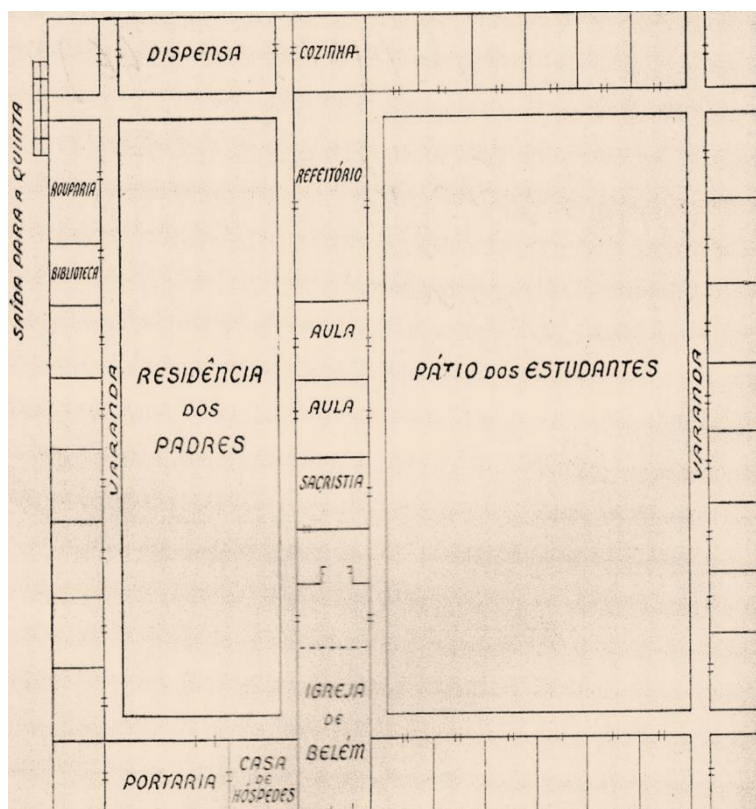 DISPENSA
COZINHA
SAÍDA PARA A QUINTA
ROUPARIA
REFEITÓRIO
BIBLIOTECA
AULA
VARANDA
RESIDÊNCIA
DOS
PADRES
AULA
PÁTIO DOS ESTUDANTES
VARANDA
SACRISTIA
IGREJA
DE
BELÉM
PORTARIA
CASA
DE
HÓSPEDES